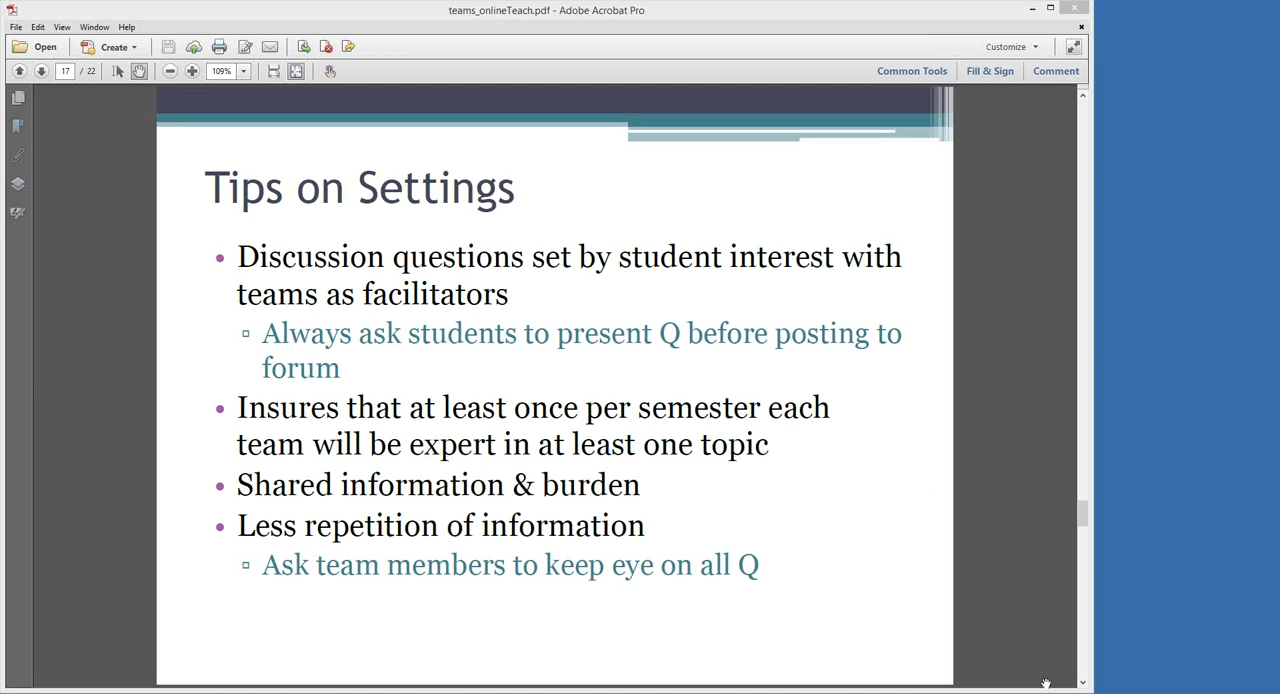 teams_onlineTeach.pdf - Adobe Acrobat Pro
File Edit View Window Help
Open Create Customize
17 / 22 109% Common Tools Fill & Sign Comment
Tips on Settings
• Discussion questions set by student interest with
teams as facilitators
▫ Always ask students to present Q before posting to
forum
• Insures that at least once per semester each
team will be expert in at least one topic
• Shared information & burden
• Less repetition of information
▫ Ask team members to keep eye on all Q